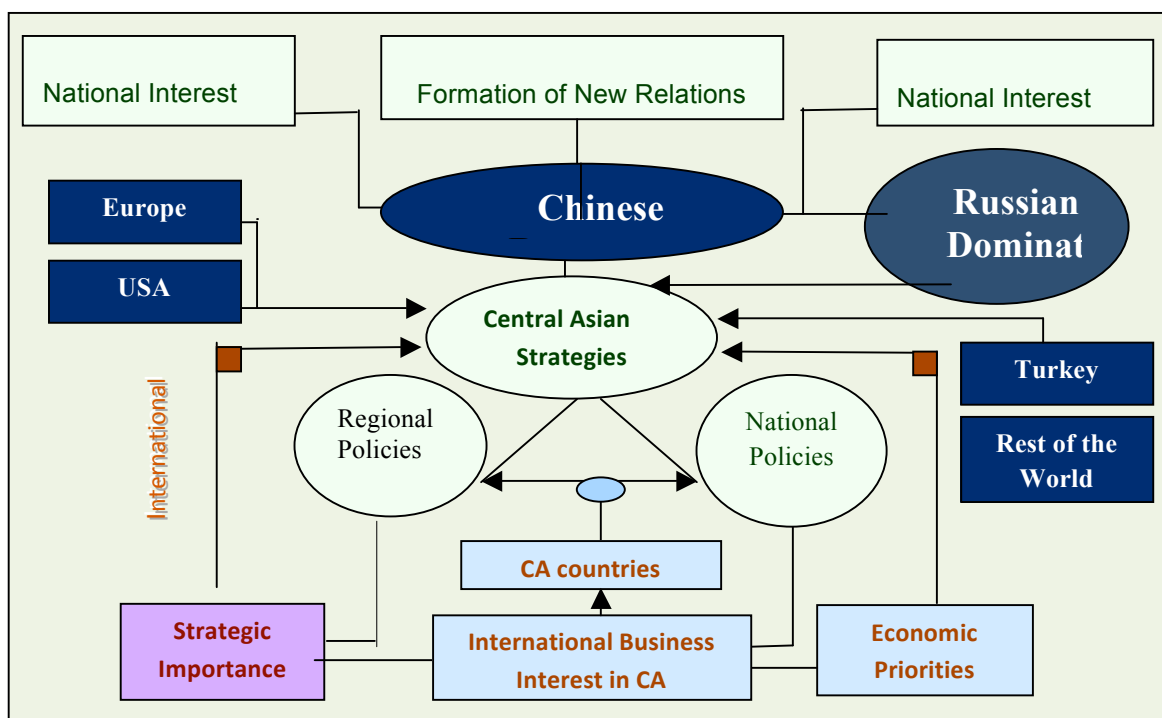 National Interest
Formation of New Relations
National Interest
Europe
USA
Chinese
Russian
Dominat
Central Asian
Strategies
Turkey
Rest of the
World
International
Regional
Policies
National
Policies
CA countries
Strategic
Importance
International Business
Interest in CA
Economic
Priorities